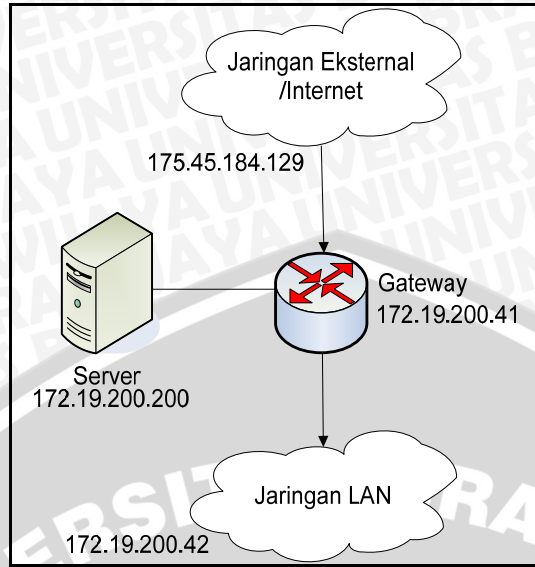 Jaringan Eksternal
/Internet
175.45.184.129
Gateway
172.19.200.41
Server
172.19.200.200
Jaringan LAN
172.19.200.42